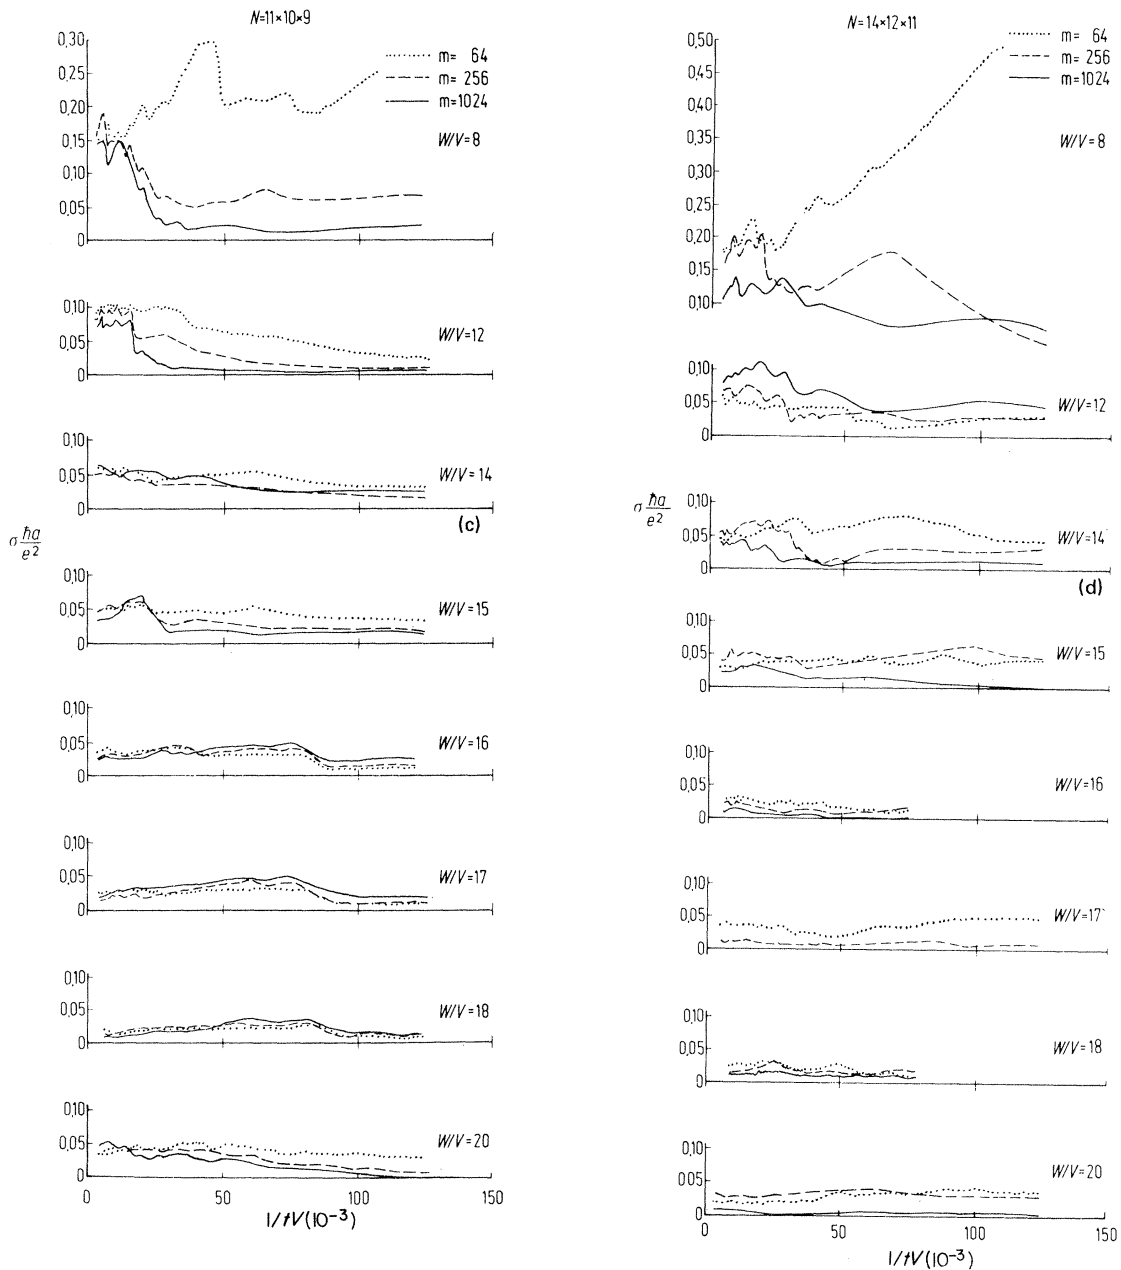 N=11×10×9
0,30
0,25
0,20
0,15
0,10
0,05
0
m= 64
m= 256
m=1024
W/V=8
0,10
0,05
0
W/V=12
0,10
0,05
0
W/V=14
(c)
σ ħa/e²
0,10
0,05
0
W/V=15
0,10
0,05
0
W/V=16
0,10
0,05
0
W/V=17
0,10
0,05
0
W/V=18
0,10
0,05
0
W/V=20
0 50 100 150
1/tV(10⁻³)
N=14×12×11
0,50
0,40
0,35
0,30
0,25
0,20
0,15
0,10
m= 64
m= 256
m=1024
W/V=8
0,10
0,05
0
W/V=12
σ ħa/e²
0,10
0,05
0
W/V=14
(d)
0,10
0,05
0
W/V=15
0,10
0,05
0
W/V=16
0,10
0,05
0
W/V=17
0,10
0,05
0
W/V=18
0,10
0,05
0
W/V=20
0 50 100 150
1/tV(10⁻³)